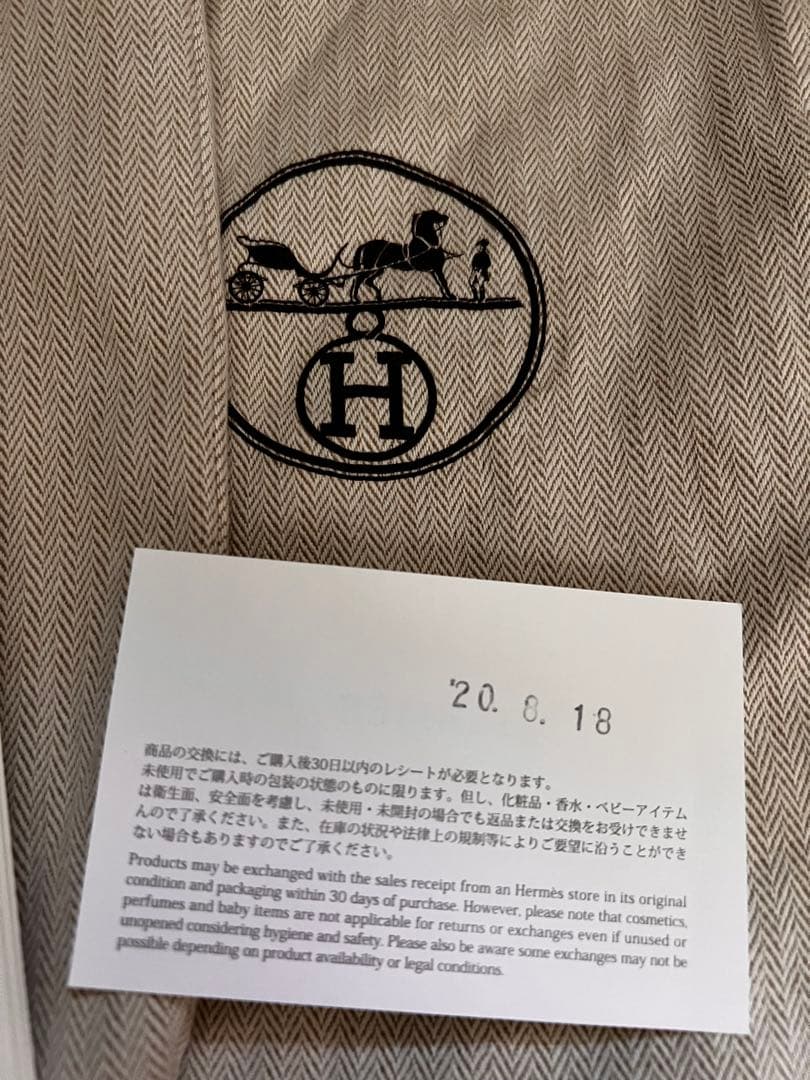 H
'20. 8. 18
商品の交換には、ご購入後30日以内のレシートが必要となります。
未使用でご購入時の包装の状態のものに限ります。但し、化粧品・香水・ベビーアイテム
は衛生面、安全面を考慮し、未使用・未開封の場合でも返品または交換をお受けできませ
んので了承ください。また、在庫の状況や法律上の規制等によりご要望に沿うことができ
ない場合もありますのでご了承ください。
Products may be exchanged with the sales receipt from an Hermès store in its original
condition and packaging within 30 days of purchase. However, please note that cosmetics,
perfumes and baby items are not applicable for returns or exchanges even if unused or
unopened considering hygiene and safety. Please also be aware some exchanges may not be
possible depending on product availability or legal conditions.